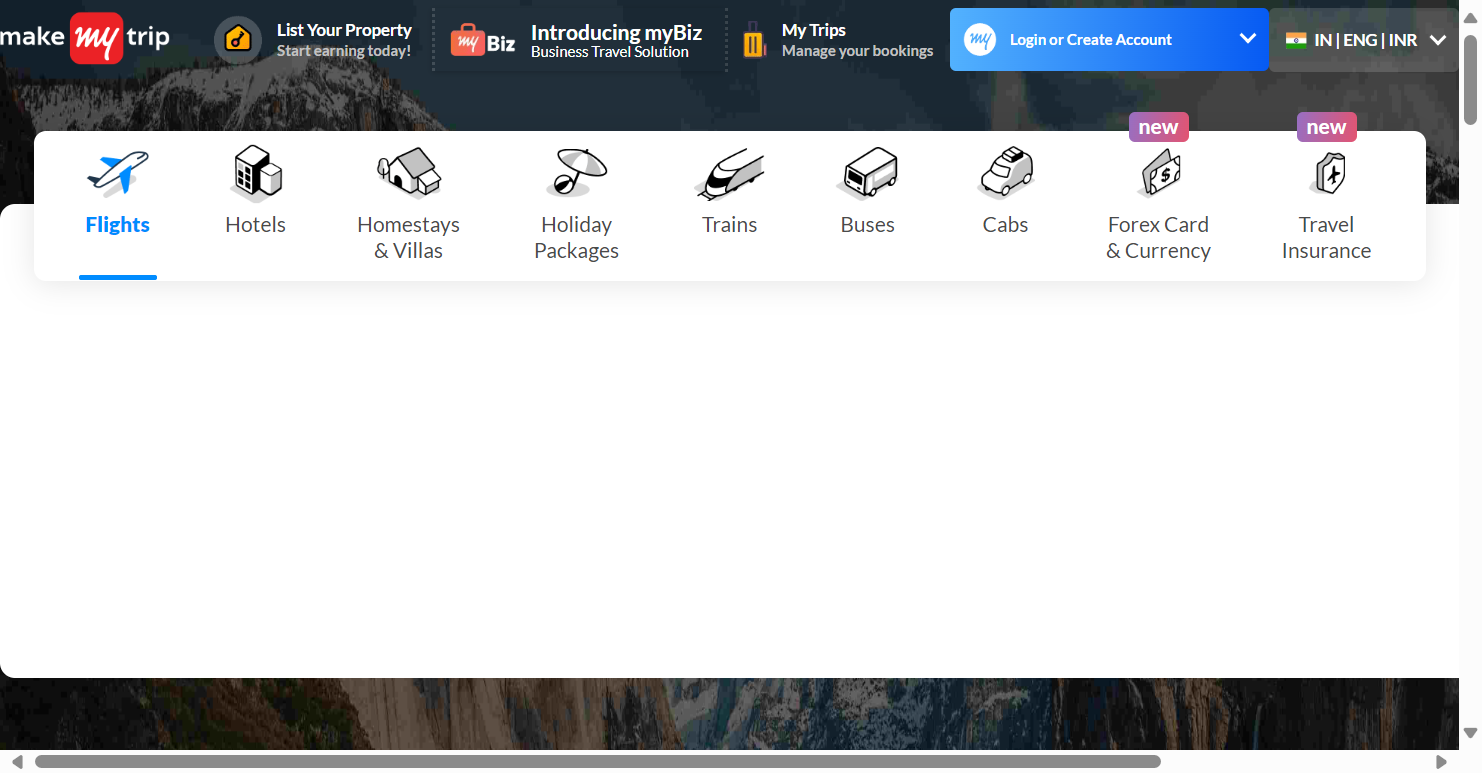 make my trip
List Your Property
Start earning today!
my Biz
Introducing myBiz
Business Travel Solution
My Trips
Manage your bookings
my
Login or Create Account
IN | ENG | INR
new
new
Flights
Hotels
Homestays
& Villas
Holiday
Packages
Trains
Buses
Cabs
Forex Card
& Currency
Travel
Insurance